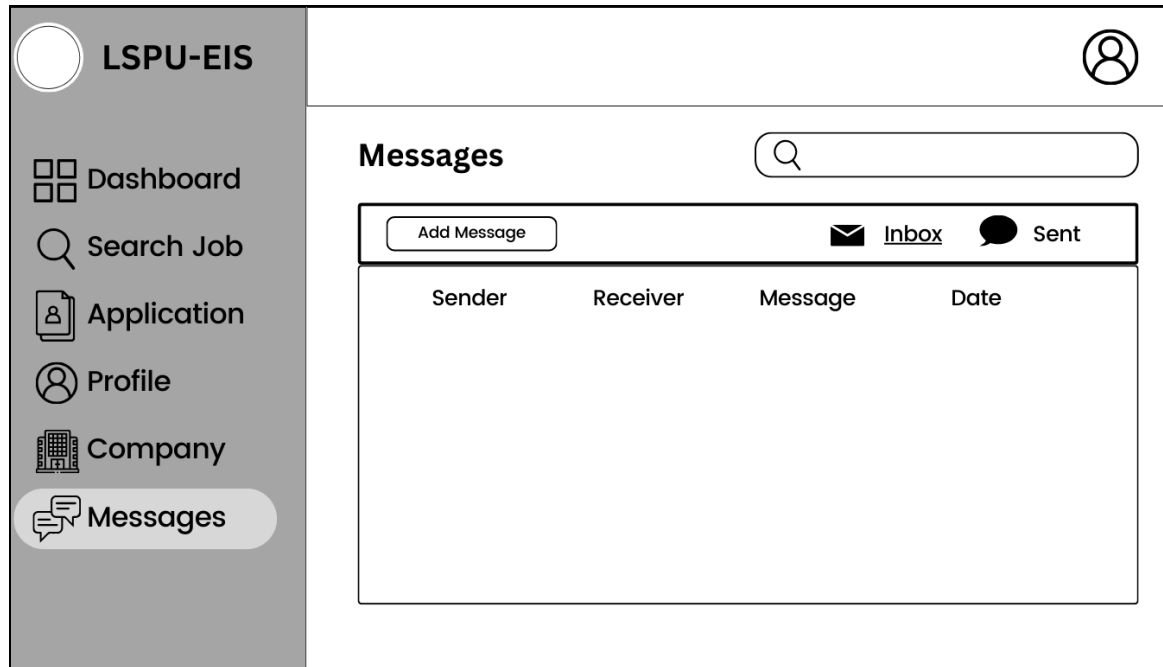 LSPU-EIS
Dashboard
Search Job
Application
Profile
Company
Messages
Messages
Add Message
Inbox
Sent
Sender Receiver Message Date